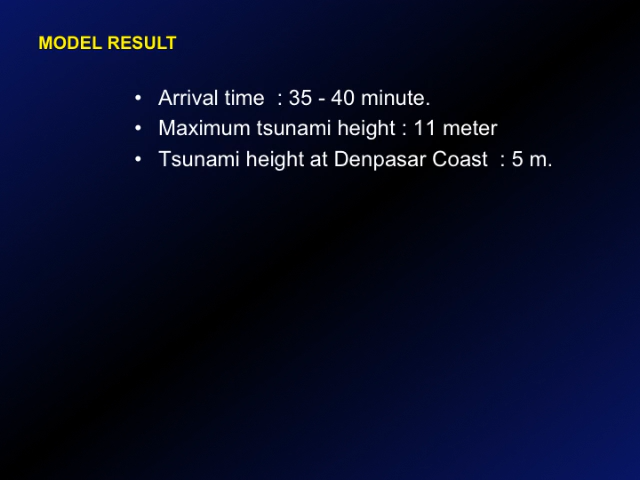 MODEL RESULT
• Arrival time : 35 - 40 minute.
• Maximum tsunami height : 11 meter
• Tsunami height at Denpasar Coast : 5 m.